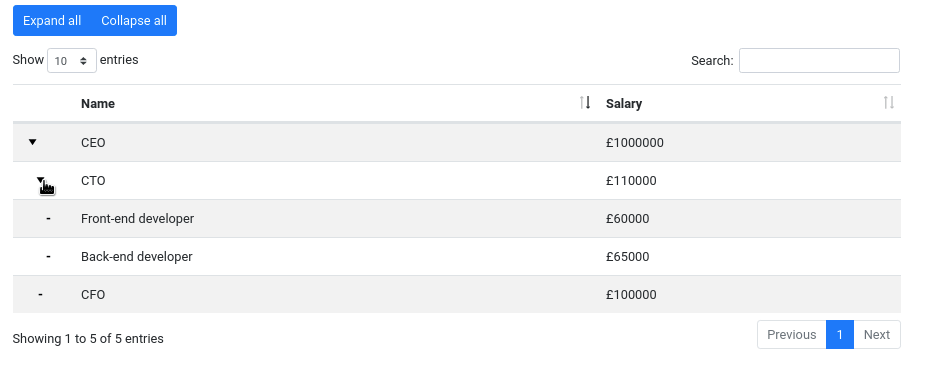 Expand all Collapse all
Show 10 entries Search:
Name Salary
CEO £1000000
CTO £110000
- Front-end developer £60000
- Back-end developer £65000
- CFO £100000
Showing 1 to 5 of 5 entries Previous 1 Next